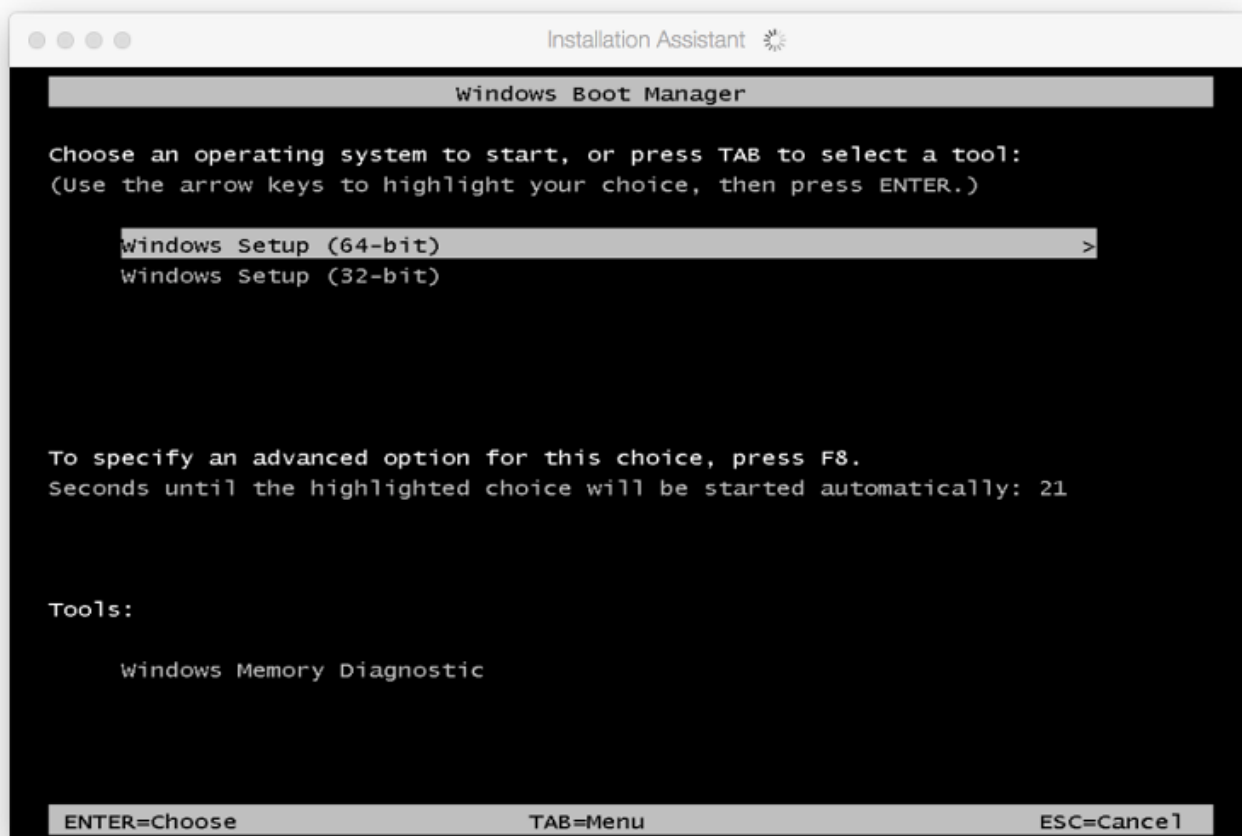 Installation Assistant
Windows Boot Manager
Choose an operating system to start, or press TAB to select a tool:
(Use the arrow keys to highlight your choice, then press ENTER.)
Windows Setup (64-bit) >
Windows Setup (32-bit)
To specify an advanced option for this choice, press F8.
Seconds until the highlighted choice will be started automatically: 21
Tools:
Windows Memory Diagnostic
ENTER=Choose TAB=Menu ESC=Cancel